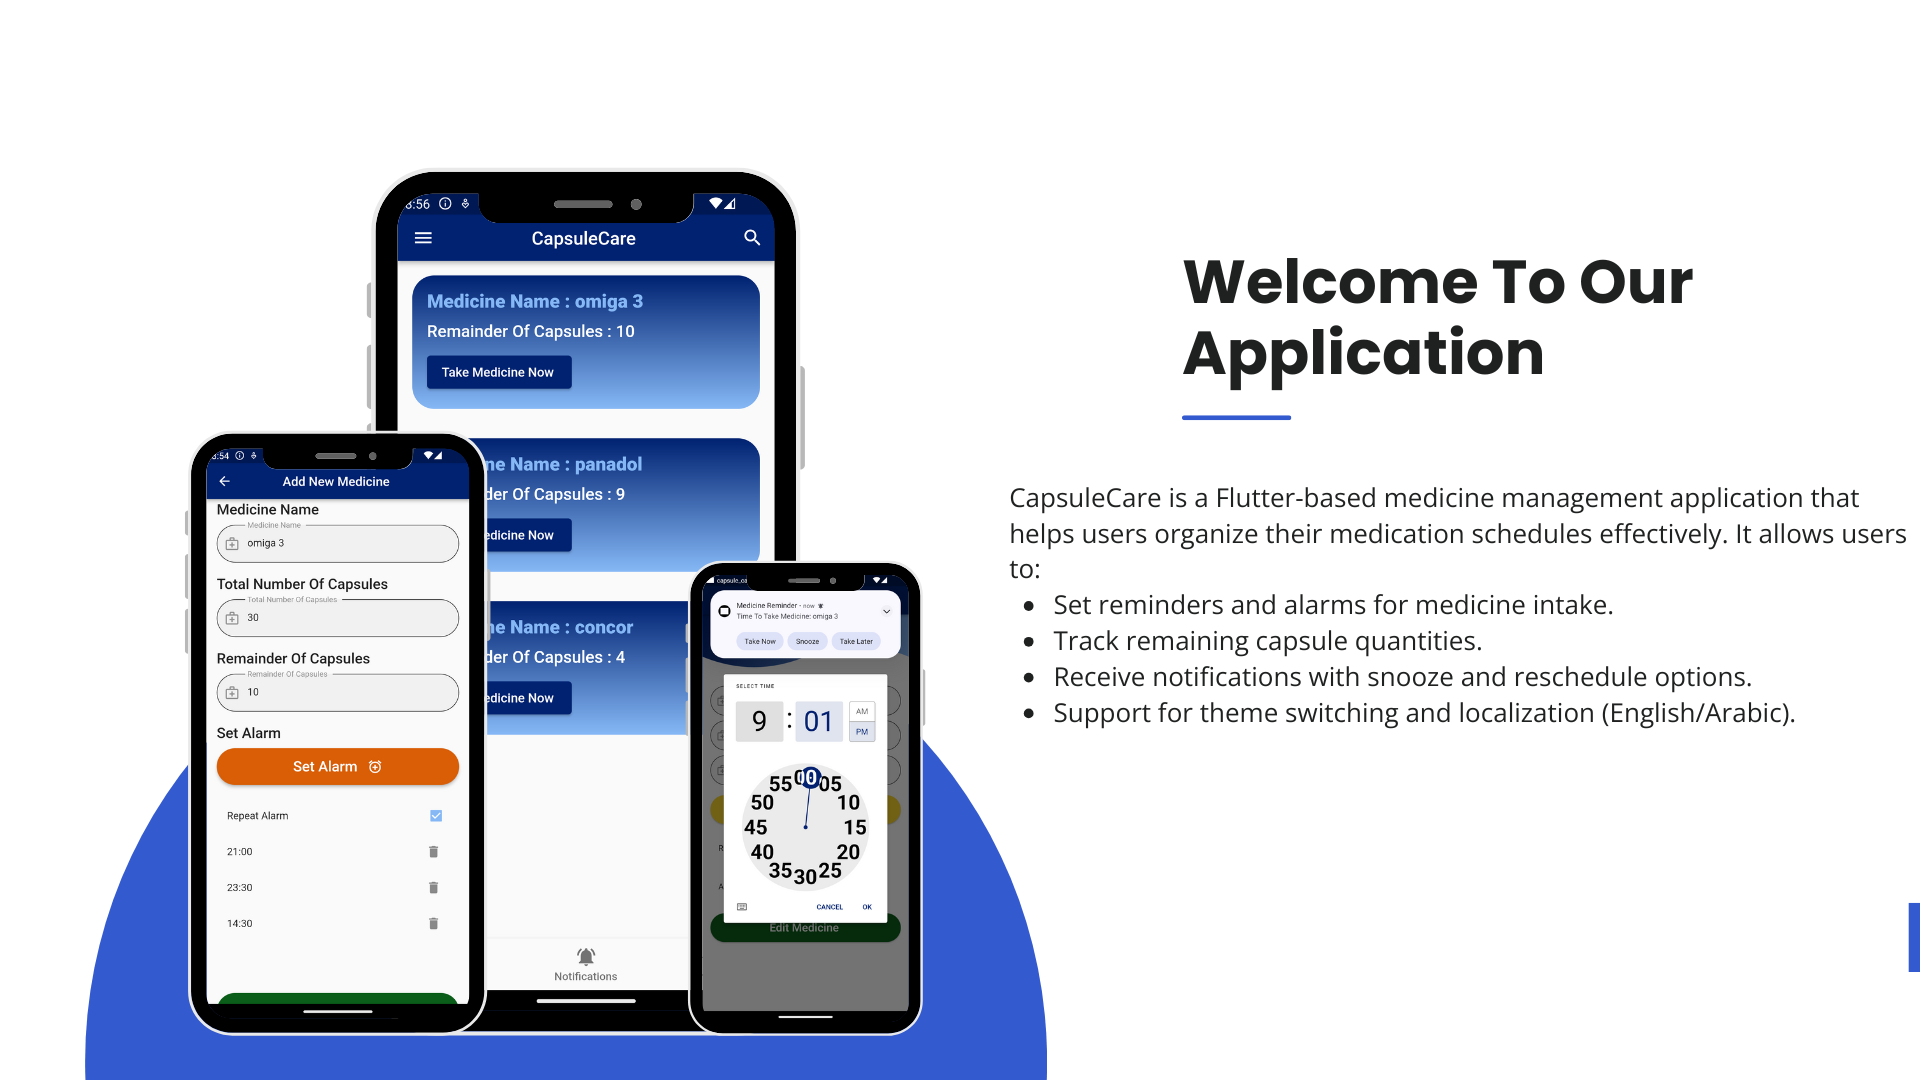 Welcome To Our
Application
CapsuleCare is a Flutter-based medicine management application that
helps users organize their medication schedules effectively. It allows users
to:
Set reminders and alarms for medicine intake.
Track remaining capsule quantities.
Receive notifications with snooze and reschedule options.
Support for theme switching and localization (English/Arabic).
:56
CapsuleCare
Medicine Name : omiga 3
Remainder Of Capsules : 10
Take Medicine Now
ne Name : panadol
der Of Capsules : 9
edicine Now
ne Name : concor
der Of Capsules : 4
edicine Now
Notifications
:54
Add New Medicine
Medicine Name
Medicine Name
omiga 3
Total Number Of Capsules
Total Number Of Capsules
30
Remainder Of Capsules
Remainder Of Capsules
10
Set Alarm
Set Alarm
Repeat Alarm
21:00
23:30
14:30
capsule_ca
Medicine Reminder • now
Time To Take Medicine: omiga 3
Take Now Snooze Take Later
SELECT TIME
9 : 01 AM
PM
00
55 05
50 10
45 15
40 20
35 25
30
CANCEL OK
R
A
Edit Medicine